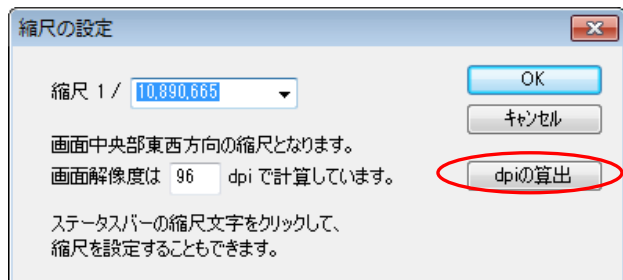 縮尺の設定
縮尺 1/ 10,890,665
OK
キャンセル
画面中央部東西方向の縮尺となります。
画面解像度は 96 dpi で計算しています。
dpiの算出
ステータスバーの縮尺文字をクリックして、
縮尺を設定することもできます。